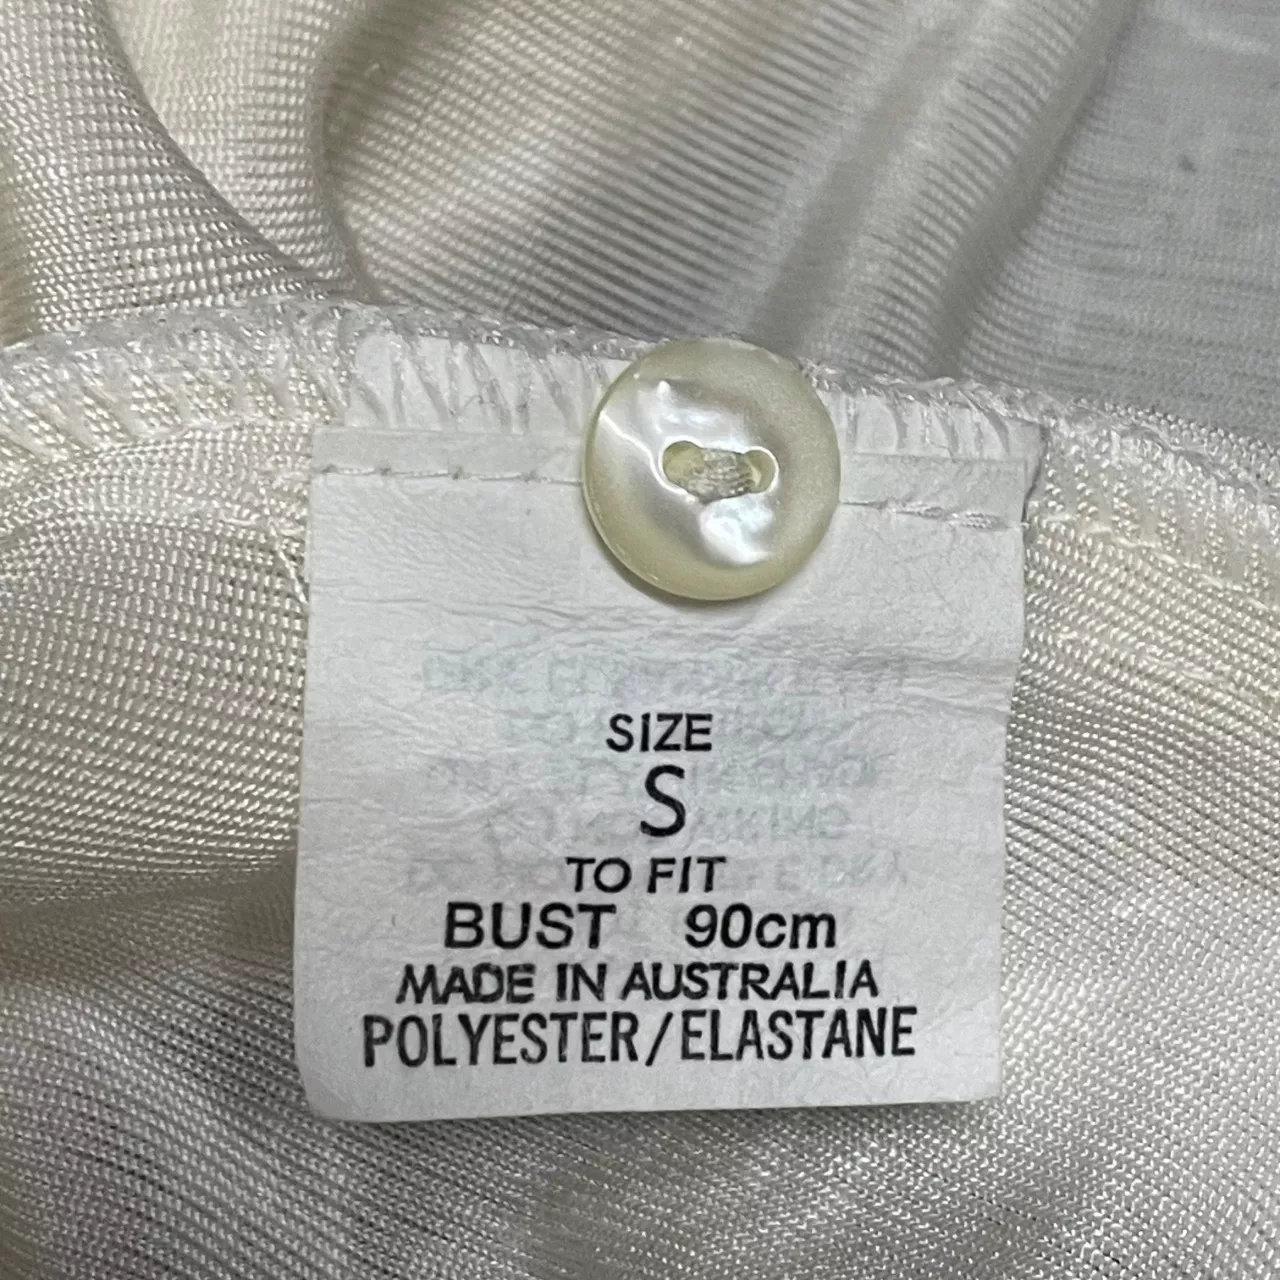 SIZE
S
TO FIT
BUST 90cm
MADE IN AUSTRALIA
POLYESTER/ELASTANE